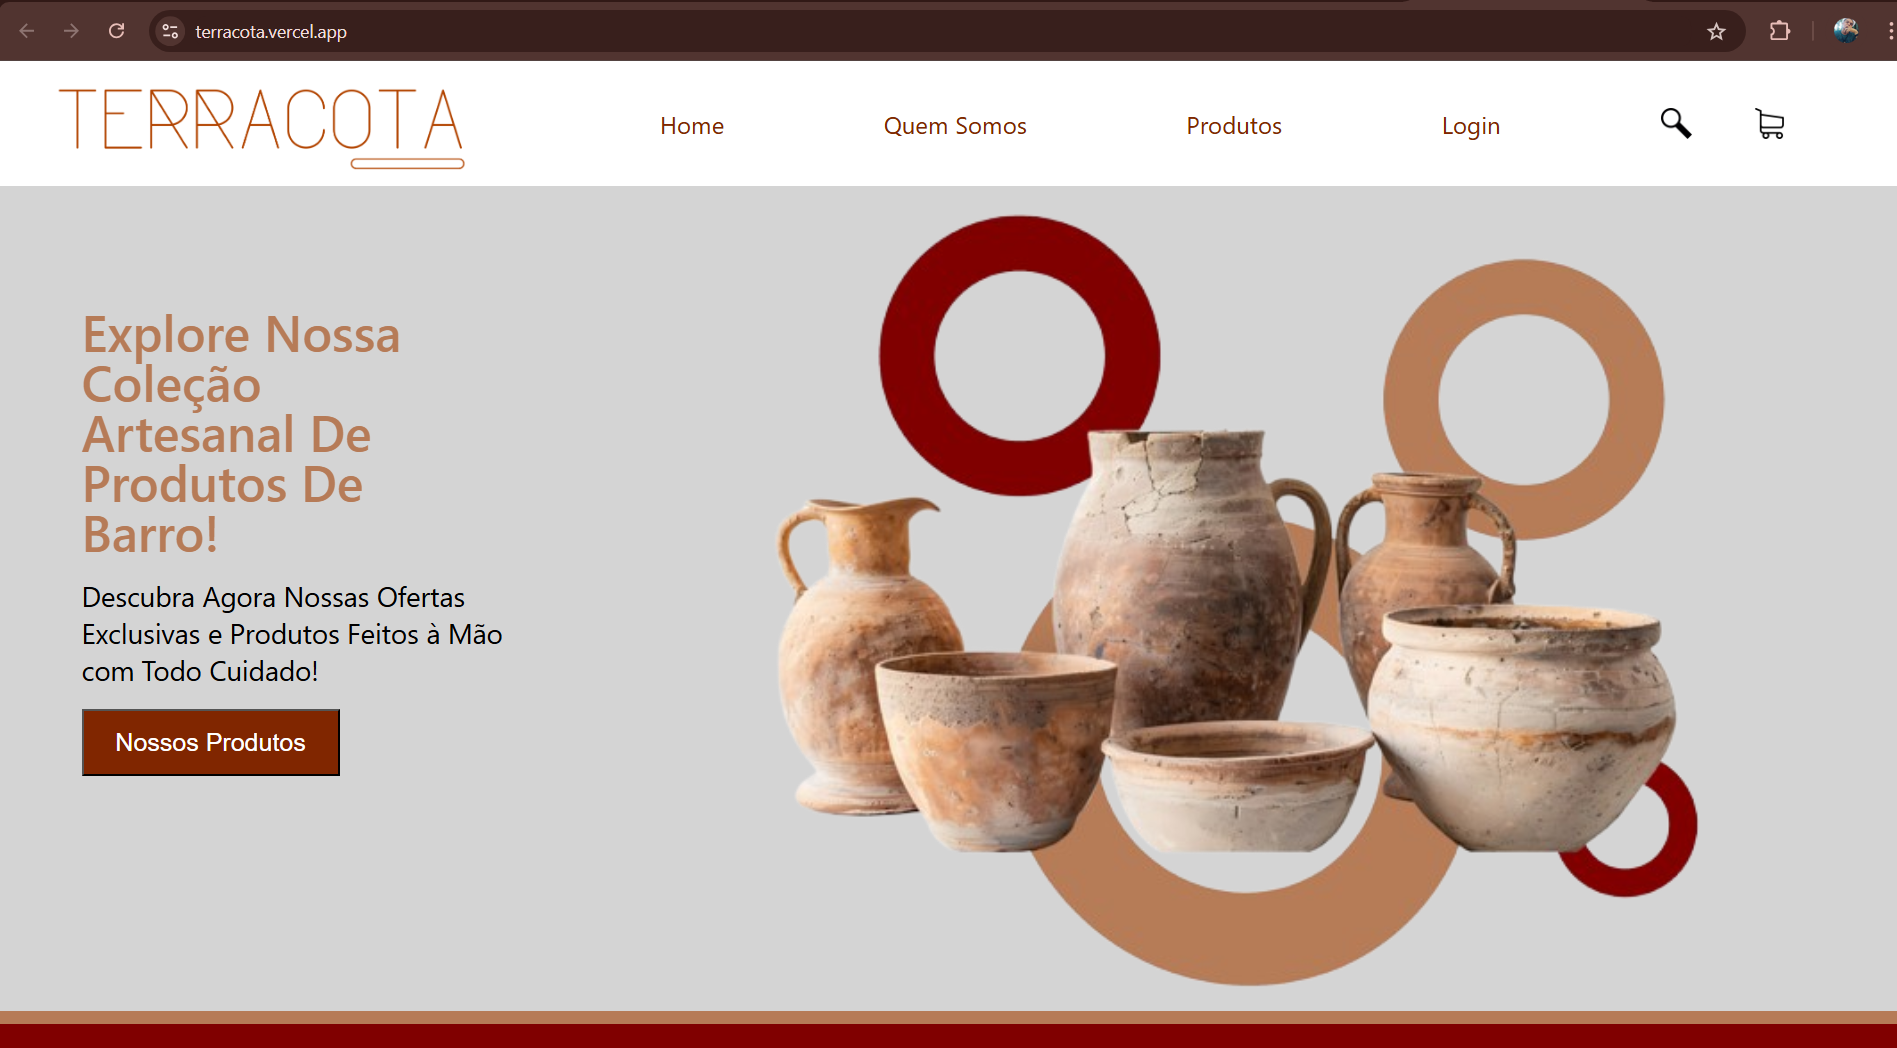 terracota.vercel.app
TERRACOTA
Home
Quem Somos
Produtos
Login
Explore Nossa
Coleção
Artesanal De
Produtos De
Barro!
Descubra Agora Nossas Ofertas
Exclusivas e Produtos Feitos à Mão
com Todo Cuidado!
Nossos Produtos